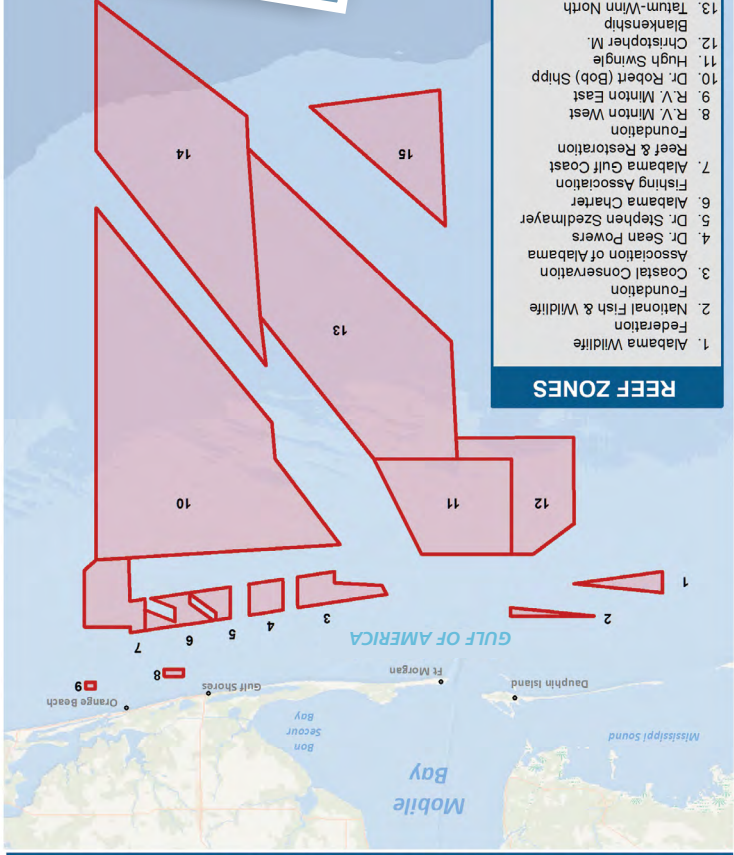 Mobile
Bay
Mississippi Sound
Bon
Secour
Bay
Dauphin Island
Ft Morgan
Gulf Shores
Orange Beach
8
9
GULF OF AMERICA
1
2
3
4
5
6
7
12
11
10
13
15
14
REEF ZONES
1. Alabama Wildlife
Federation
2. National Fish & Wildlife
Foundation
3. Coastal Conservation
Association of Alabama
4. Dr. Sean Powers
5. Dr. Stephen Szedlmayer
6. Alabama Charter
Fishing Association
7. Alabama Gulf Coast
Reef & Restoration
Foundation
8. R.V. Minton West
9. R.V. Minton East
10. Dr. Robert (Bob) Shipp
11. Hugh Swingle
12. Christopher M.
Blankenship
13. Tatum-Winn North